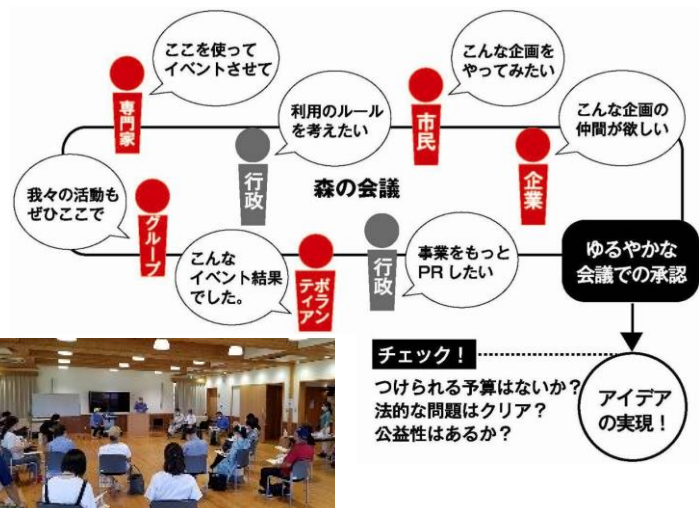 ここを使って
イベントさせて
専門家
利用のルール
を考えたい
行政
こんな企画を
やってみたい
市民
こんな企画の
仲間が欲しい
企業
森の会議
我々の活動も
ぜひここで
グループ
こんな
イベント結果
でした。
ボラン
ティア
行政
事業をもっと
PRしたい
ゆるやかな
会議での承認
チェック!
つけられる予算はないか?
法的な問題はクリア?
公益性はあるか?
アイデア
の実現!